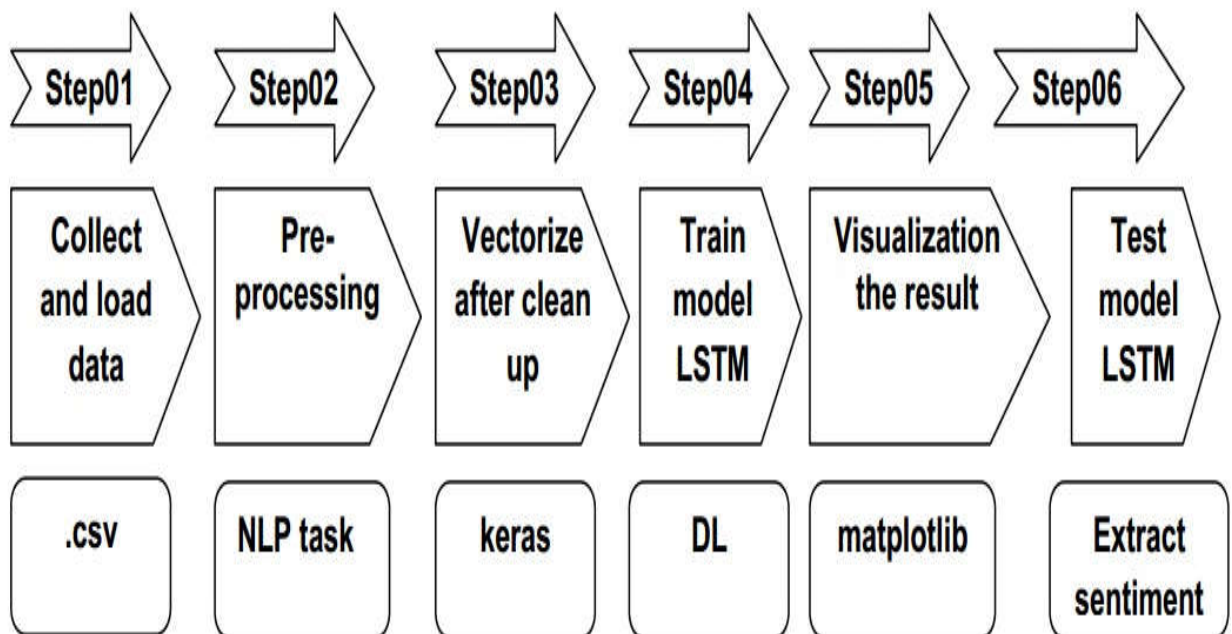 Step01
Step02
Step03
Step04
Step05
Step06
Collect
and load
data
Pre-
processing
Vectorize
after clean
up
Train
model
LSTM
Visualization
the result
Test
model
LSTM
.csv
NLP task
keras
DL
matplotlib
Extract
sentiment